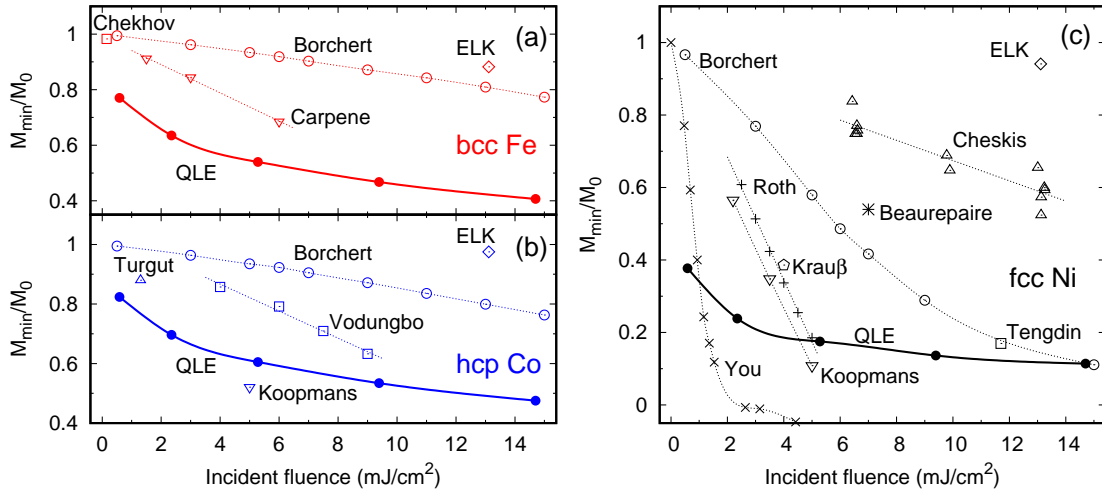 Chekhov
Borchert
ELK
(a)
Carpene
QLE
bcc Fe
M_min/M_0
1
0.8
0.6
0.4
Turgut
Borchert
ELK
(b)
Vodungbo
QLE
Koopmans
hcp Co
M_min/M_0
1
0.8
0.6
0.4
0 2 4 6 8 10 12 14
Incident fluence (mJ/cm²)
Borchert
ELK
(c)
Cheskis
Roth
Beaurepaire
Krauβ
fcc Ni
QLE
Tengdin
You
Koopmans
M_min/M_0
1
0.8
0.6
0.4
0.2
0
0 2 4 6 8 10 12 14
Incident fluence (mJ/cm²)